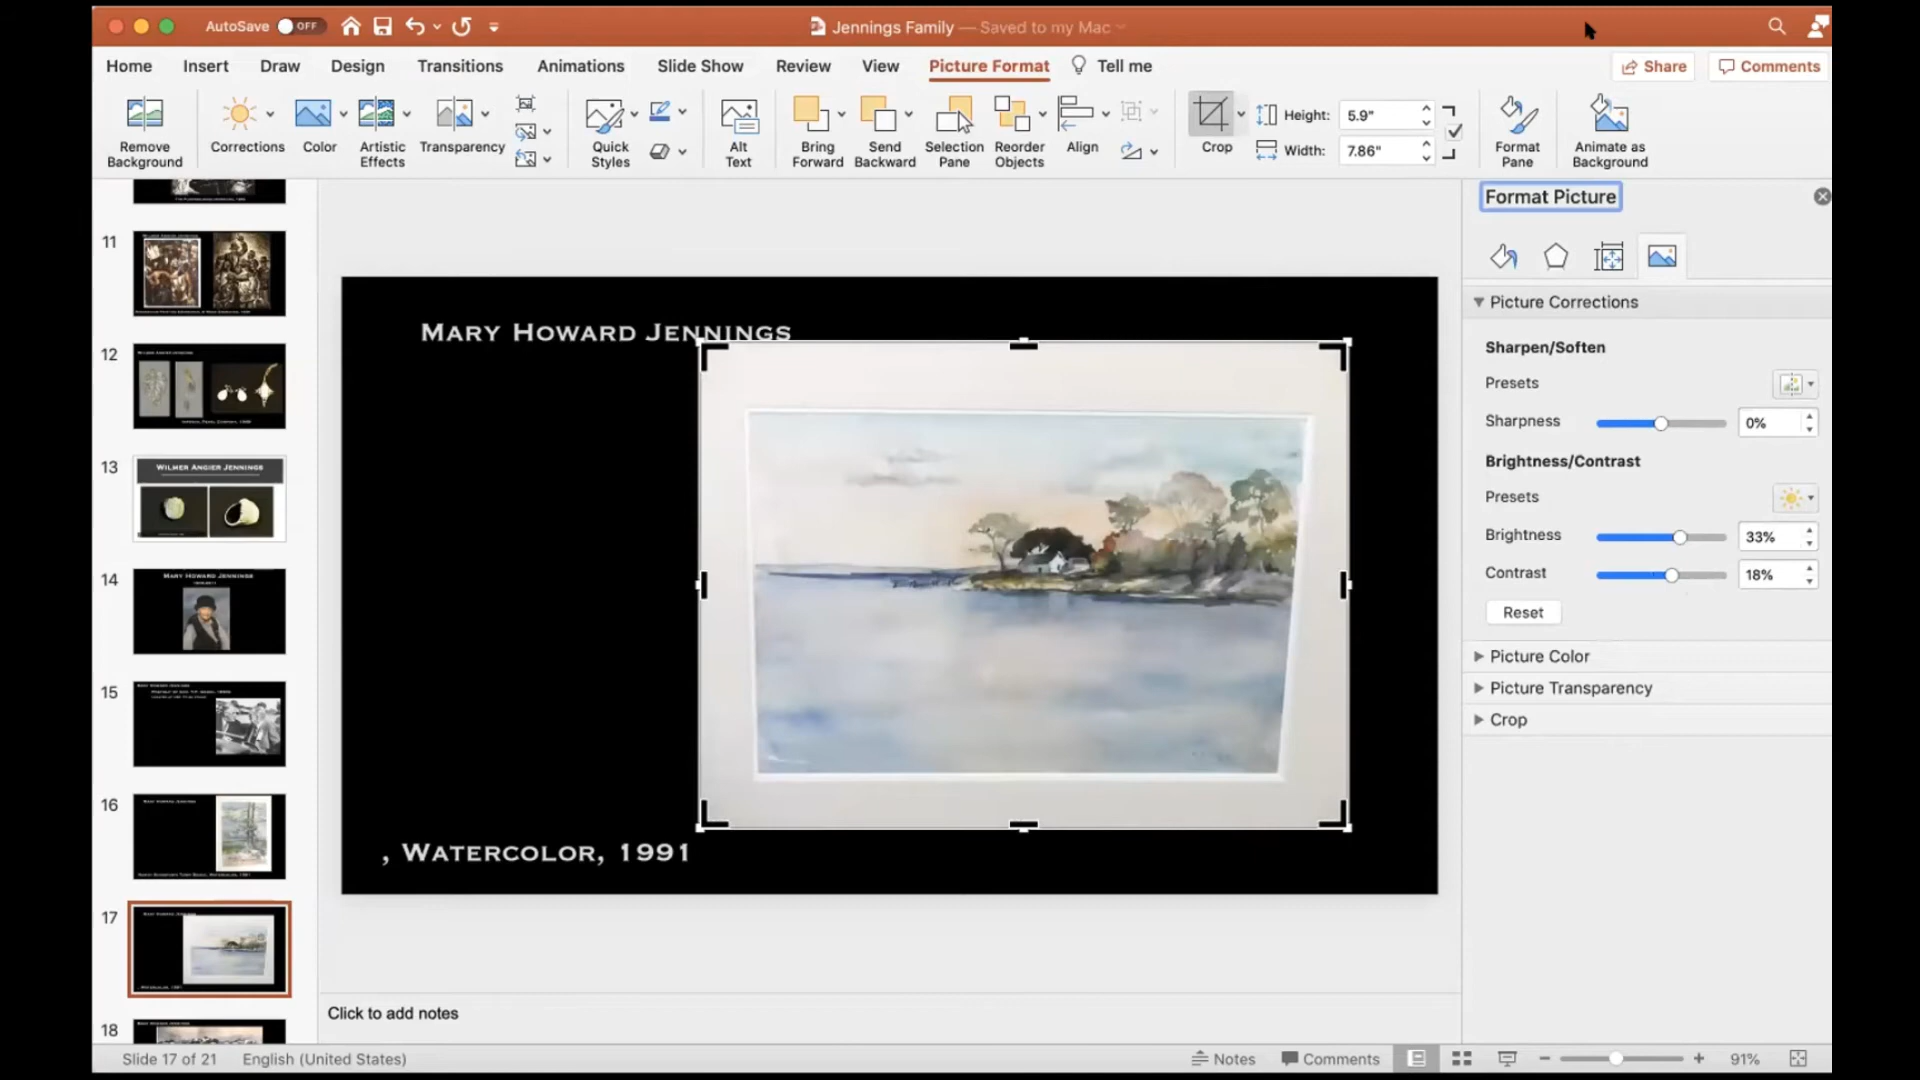 AutoSave OFF
Jennings Family — Saved to my Mac
Home Insert Draw Design Transitions Animations Slide Show Review View Picture Format Tell me
Share Comments
Remove Background
Corrections
Color
Artistic Effects
Transparency
Quick Styles
Alt Text
Bring Forward
Send Backward
Selection Pane
Reorder Objects
Align
Crop
Height: 5.9"
Width: 7.86"
Format Pane
Animate as Background
11
12
13
Wilmer Angier Jennings
14
Mary Howard Jennings
15
16
17
18
Mary Howard Jennings
, Watercolor, 1991
Click to add notes
Format Picture
Picture Corrections
Sharpen/Soften
Presets
Sharpness 0%
Brightness/Contrast
Presets
Brightness 33%
Contrast 18%
Reset
Picture Color
Picture Transparency
Crop
Slide 17 of 21 English (United States)
Notes Comments 91%